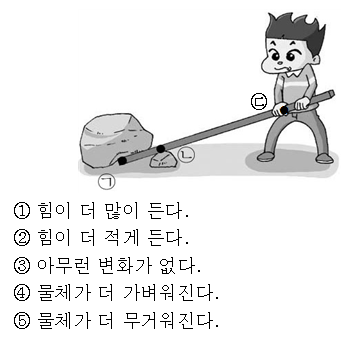 ㉢
㉡
㉠
① 힘이 더 많이 든다.
② 힘이 더 적게 든다.
③ 아무런 변화가 없다.
④ 물체가 더 가벼워진다.
⑤ 물체가 더 무거워진다.